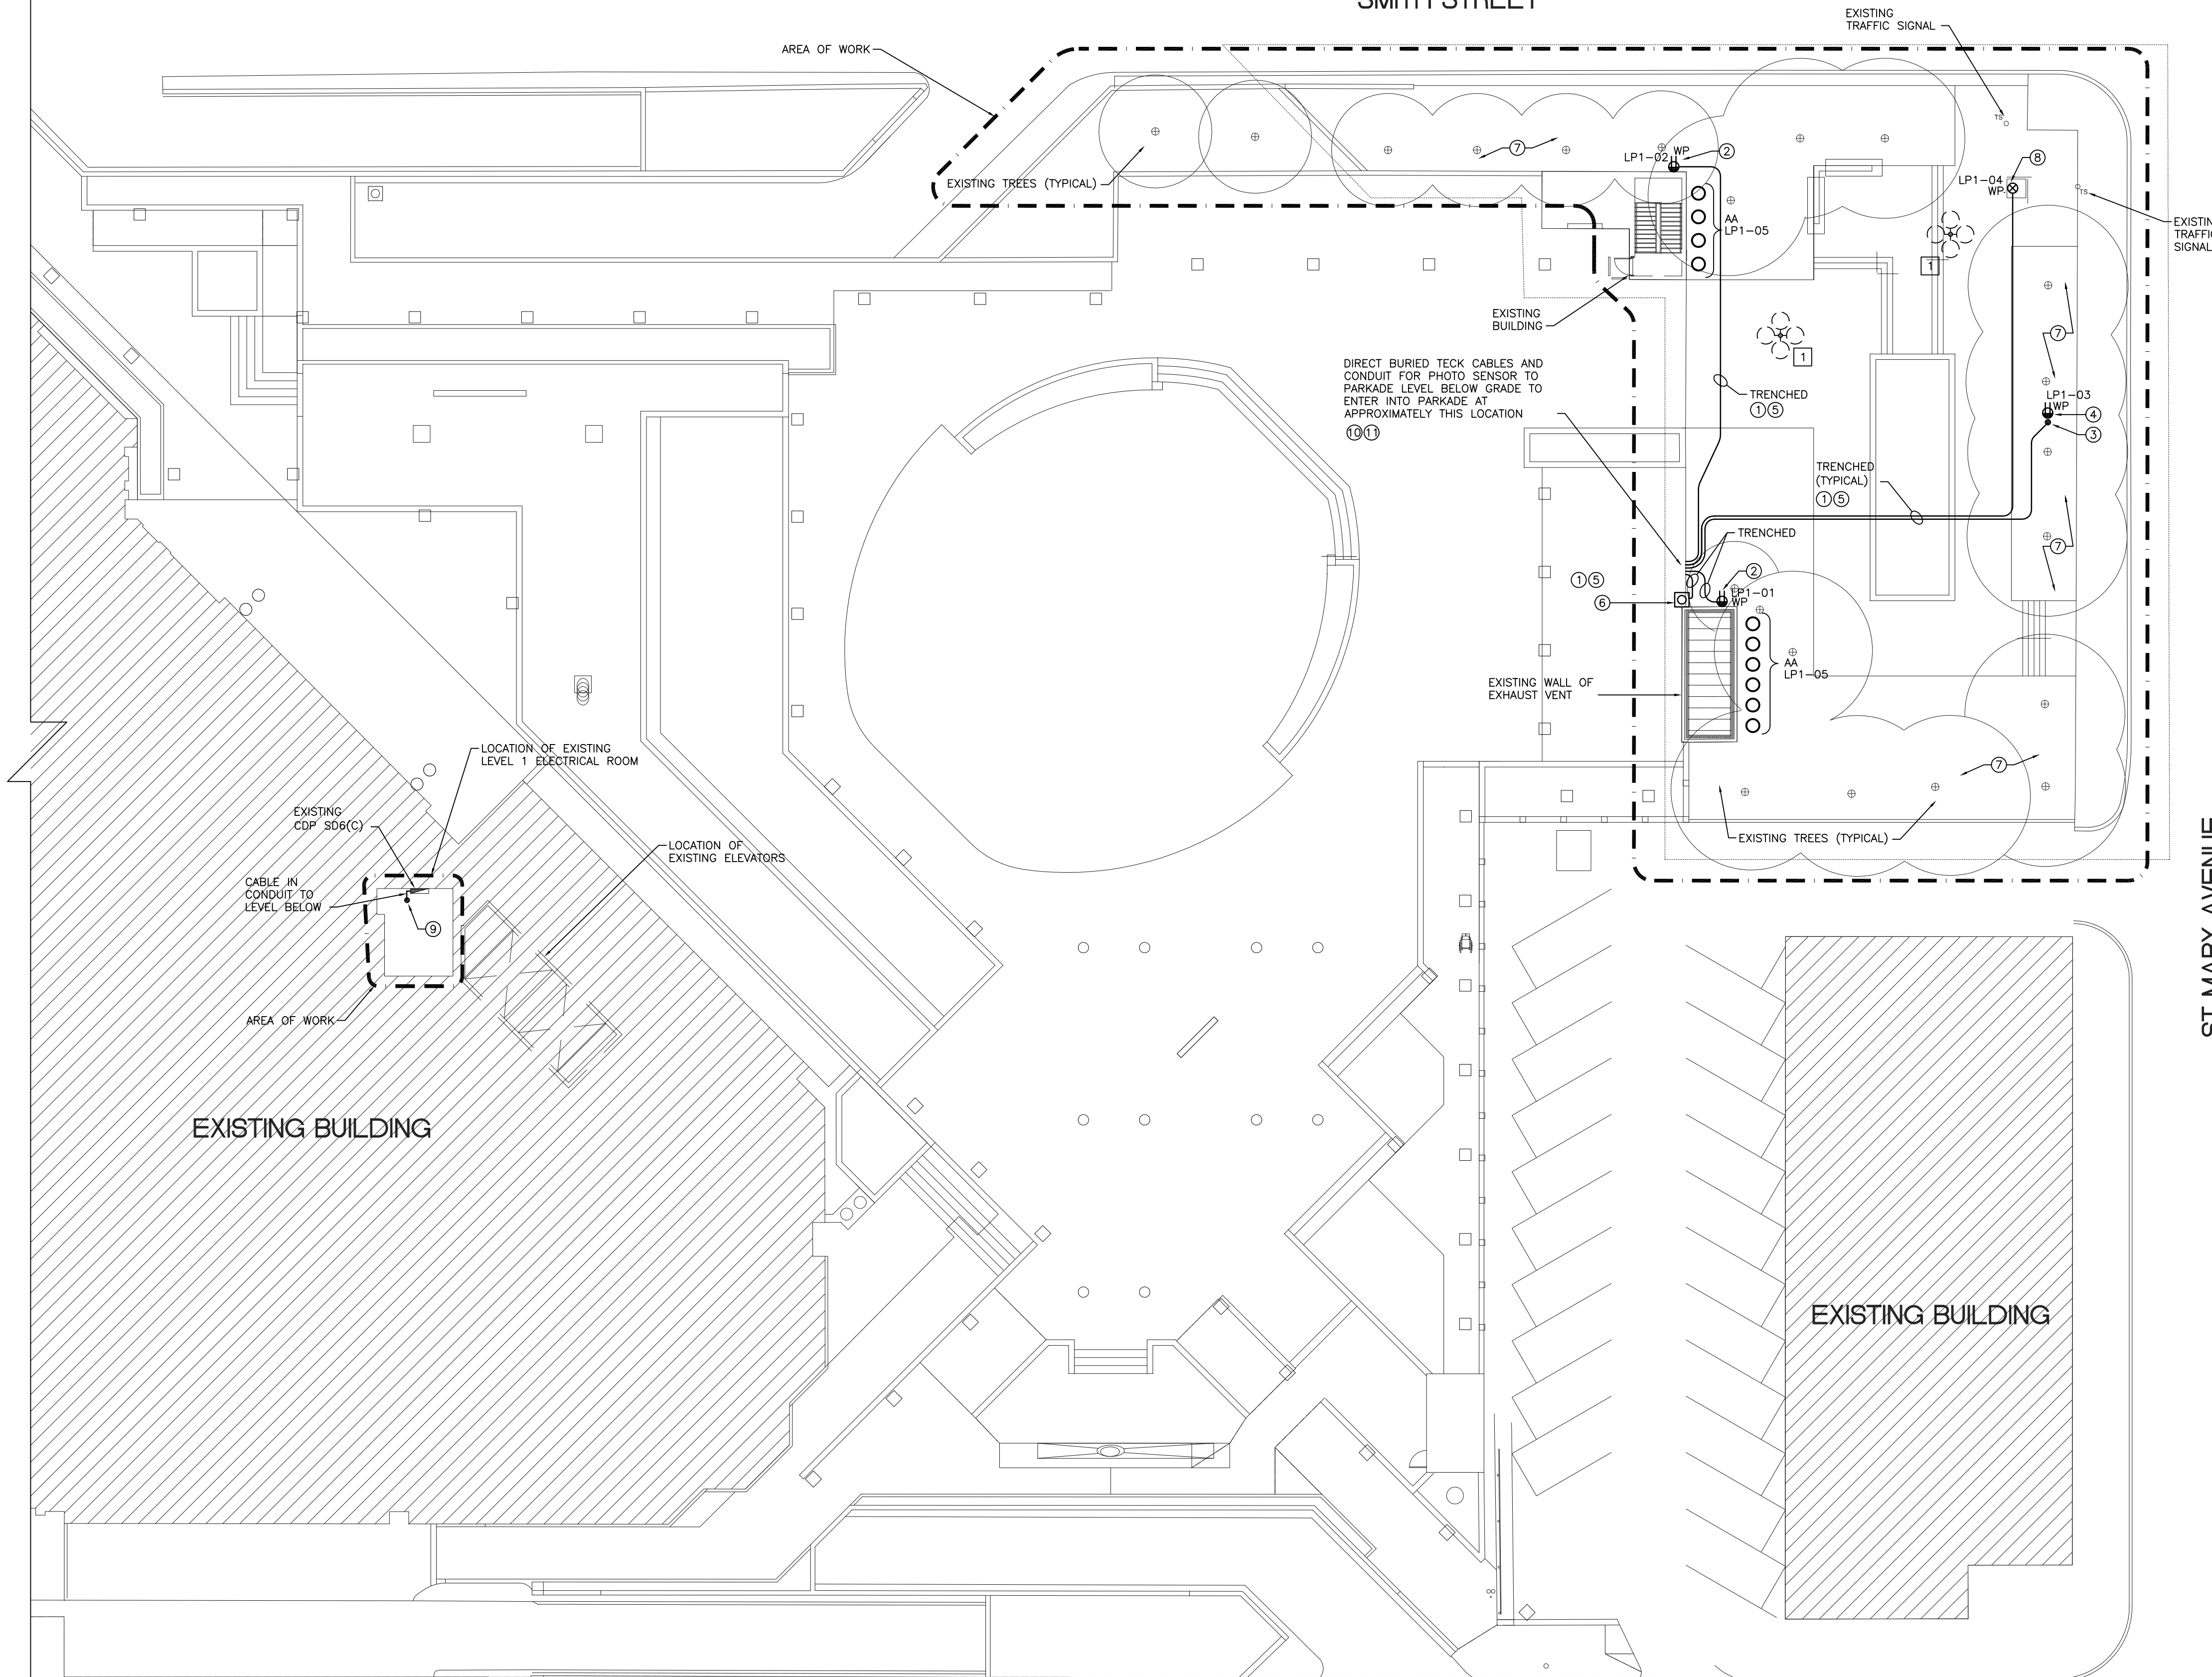 SMITH STREET
EXISTING
TRAFFIC SIGNAL
AREA OF WORK
TS
8
7
LP1-02
WP
2
EXISTING TREES (TYPICAL)
LP1-04
WP
TS
AA
LP1-05
EXISTING
TRAFFIC
SIGNAL
1
EXISTING
BUILDING
7
1
DIRECT BURIED TECK CABLES AND
CONDUIT FOR PHOTO SENSOR TO
PARKADE LEVEL BELOW GRADE TO
ENTER INTO PARKADE AT
APPROXIMATELY THIS LOCATION
10 11
TRENCHED
1 5
LP1-03
WP
4
3
TRENCHED
(TYPICAL)
1 5
TRENCHED
7
1 5
2
6
LP1-01
WP
AA
LP1-05
EXISTING WALL OF
EXHAUST VENT
LOCATION OF EXISTING
LEVEL 1 ELECTRICAL ROOM
7
EXISTING
CDP SD6(C)
EXISTING TREES (TYPICAL)
LOCATION OF
EXISTING ELEVATORS
CABLE IN
CONDUIT TO
LEVEL BELOW
9
AREA OF WORK
ST MARY AVENUE
EXISTING BUILDING
EXISTING BUILDING